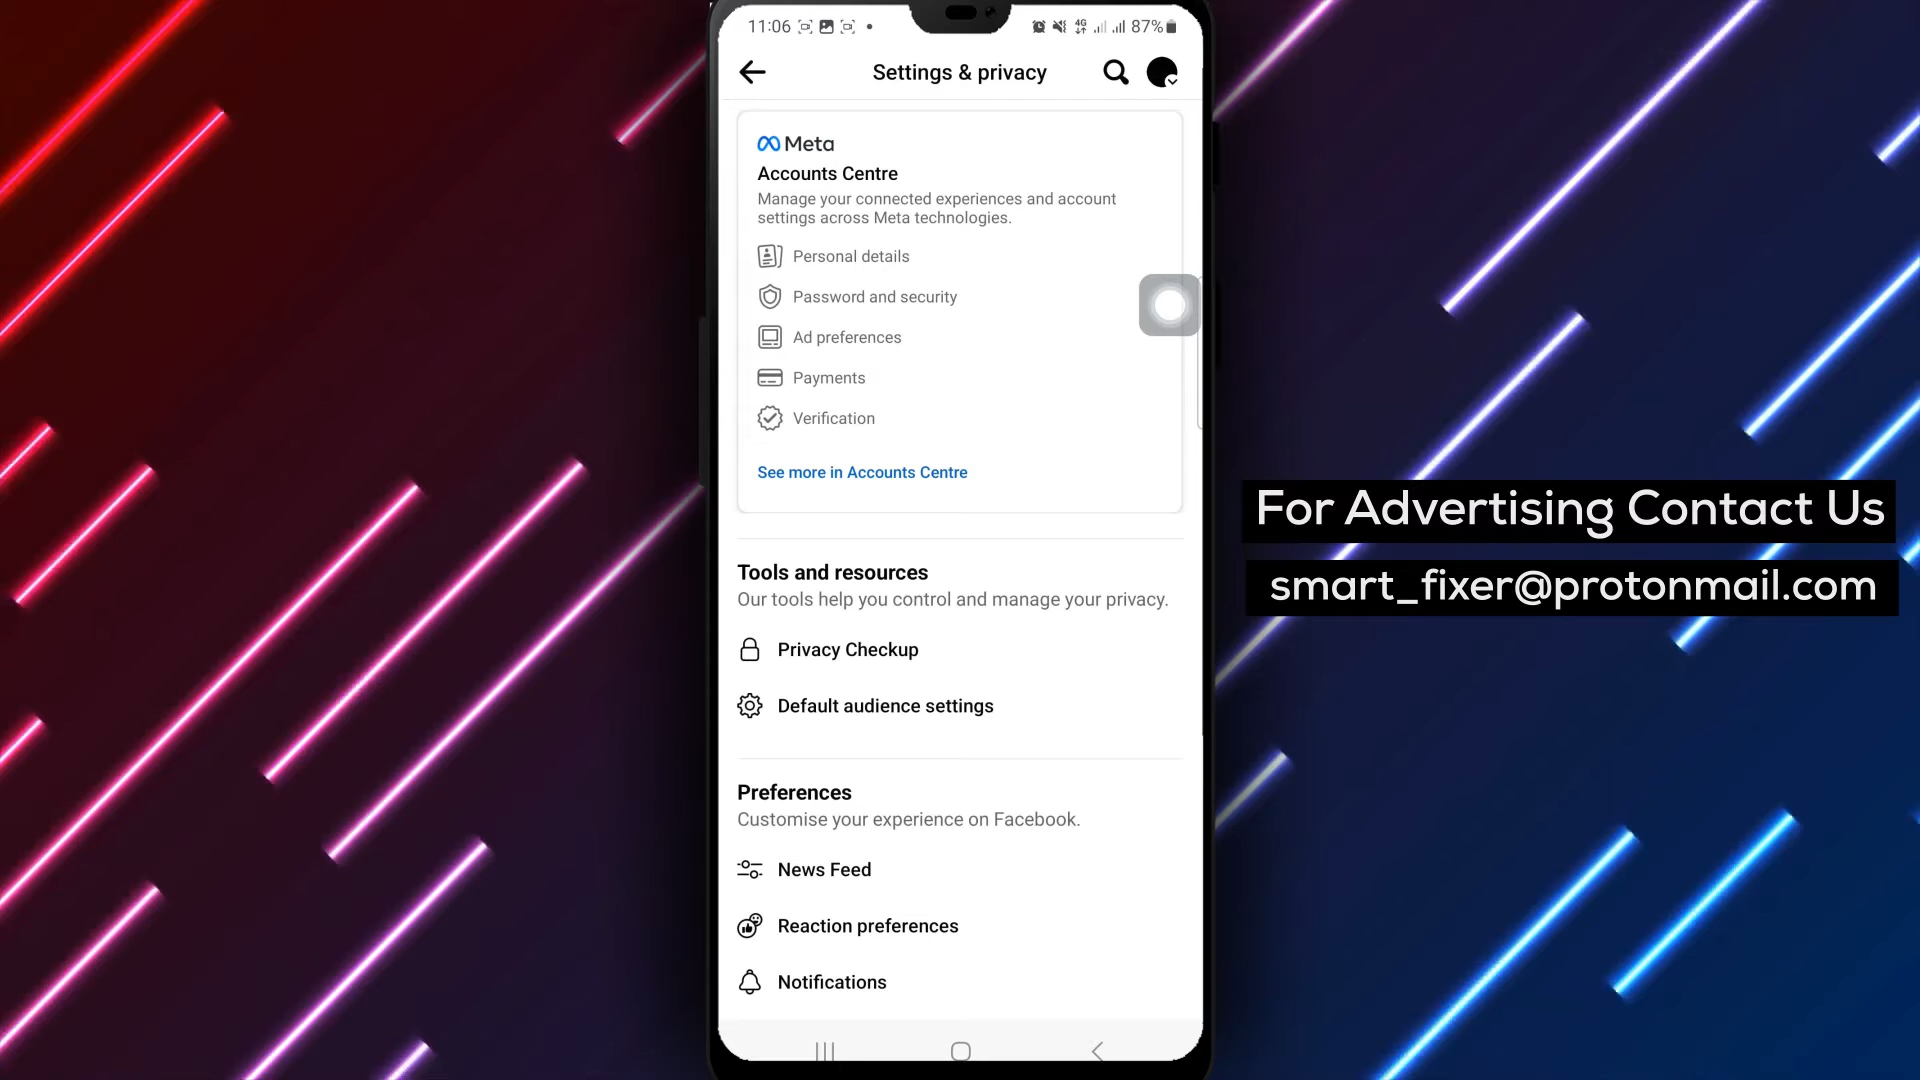 11:06
4G
87%
Settings & privacy
Meta
Accounts Centre
Manage your connected experiences and account
settings across Meta technologies.
Personal details
Password and security
Ad preferences
Payments
Verification
See more in Accounts Centre
Tools and resources
Our tools help you control and manage your privacy.
Privacy Checkup
Default audience settings
Preferences
Customise your experience on Facebook.
News Feed
Reaction preferences
Notifications
For Advertising Contact Us
smart_fixer@protonmail.com